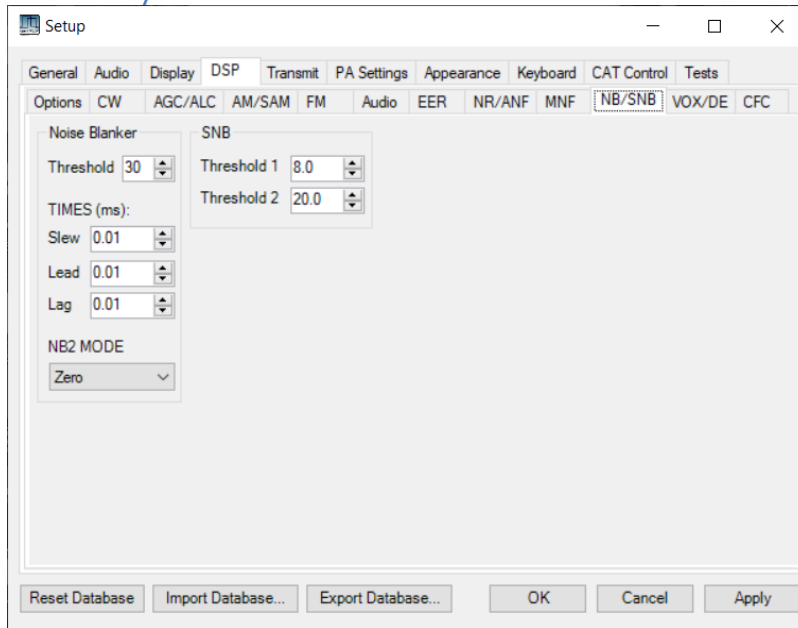 Setup
General Audio Display DSP Transmit PA Settings Appearance Keyboard CAT Control Tests
Options CW AGC/ALC AM/SAM FM Audio EER NR/ANF MNF NB/SNB VOX/DE CFC
Noise Blanker SNB
Threshold 30 Threshold 1 8.0
Threshold 2 20.0
TIMES (ms):
Slew 0.01
Lead 0.01
Lag 0.01
NB2 MODE
Zero
Reset Database Import Database... Export Database... OK Cancel Apply